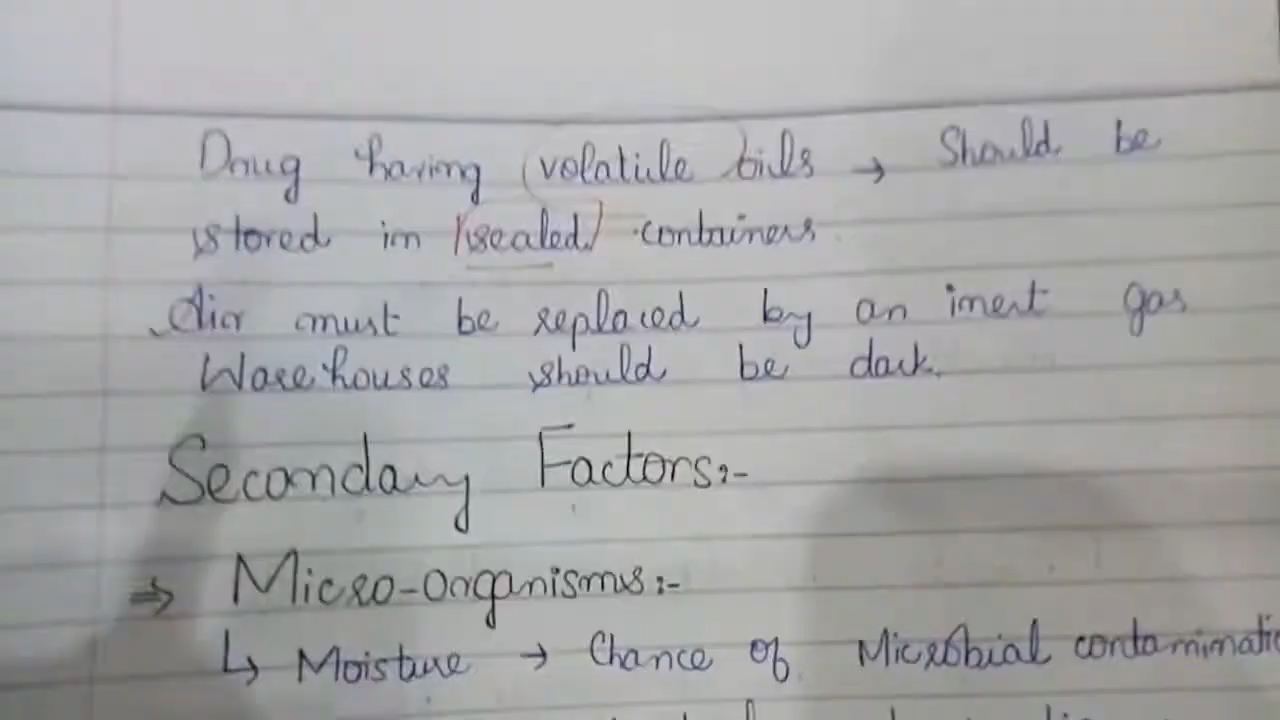 Drug having (volatile oils → Should be
stored in (sealed) containers
Air must be replaced by an inert gas
Warehouses should be dark.
Secondary Factors:-
⇒ Micro-organisms:-
↳ Moisture → Chance of Microbial contaminatio